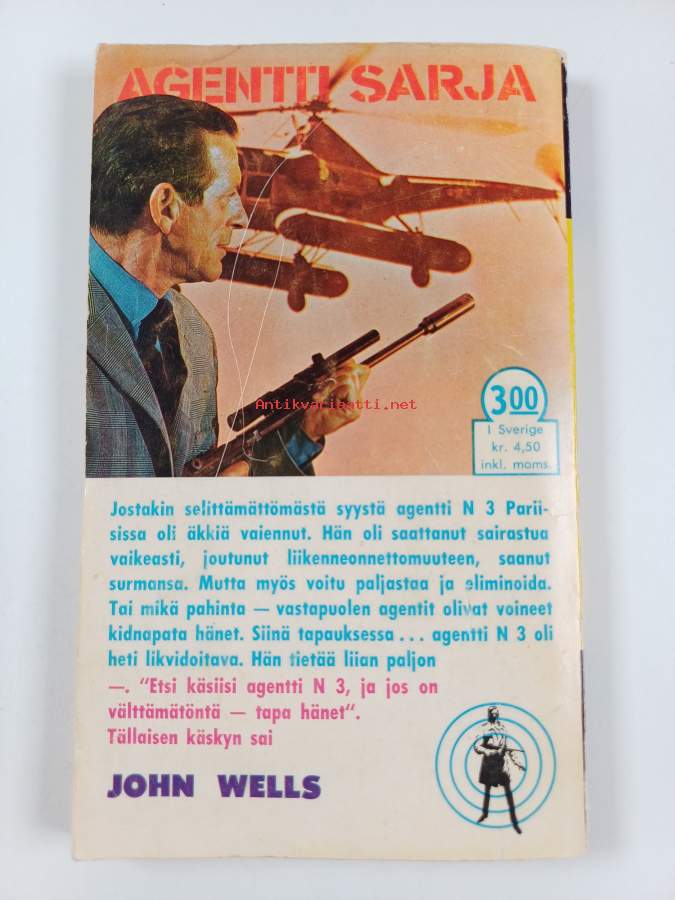 AGENTTI SARJA
Antikvariaatti.net
3 00
I Sverige
kr. 4,50
inkl. moms.
Jostakin selittämättömästä syystä agentti N 3 Parii-
sissa oli äkkiä vaiennut. Hän oli saattanut sairastua
vaikeasti, joutunut liikenneonnettomuuteen, saanut
surmansa. Mutta myös voitu paljastaa ja eliminoida.
Tai mikä pahinta — vastapuolen agentit olivat voineet
kidnapata hänet. Siinä tapauksessa . . . agentti N 3 oli
heti likvidoitava. Hän tietää liian paljon
—. "Etsi käsiisi agentti N 3, ja jos on
välttämätöntä — tapa hänet".
Tällaisen käskyn sai
JOHN WELLS